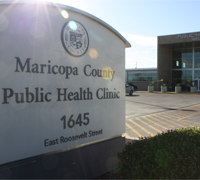 Maricopa County
Public Health Clinic
1645
East Roosevelt Street